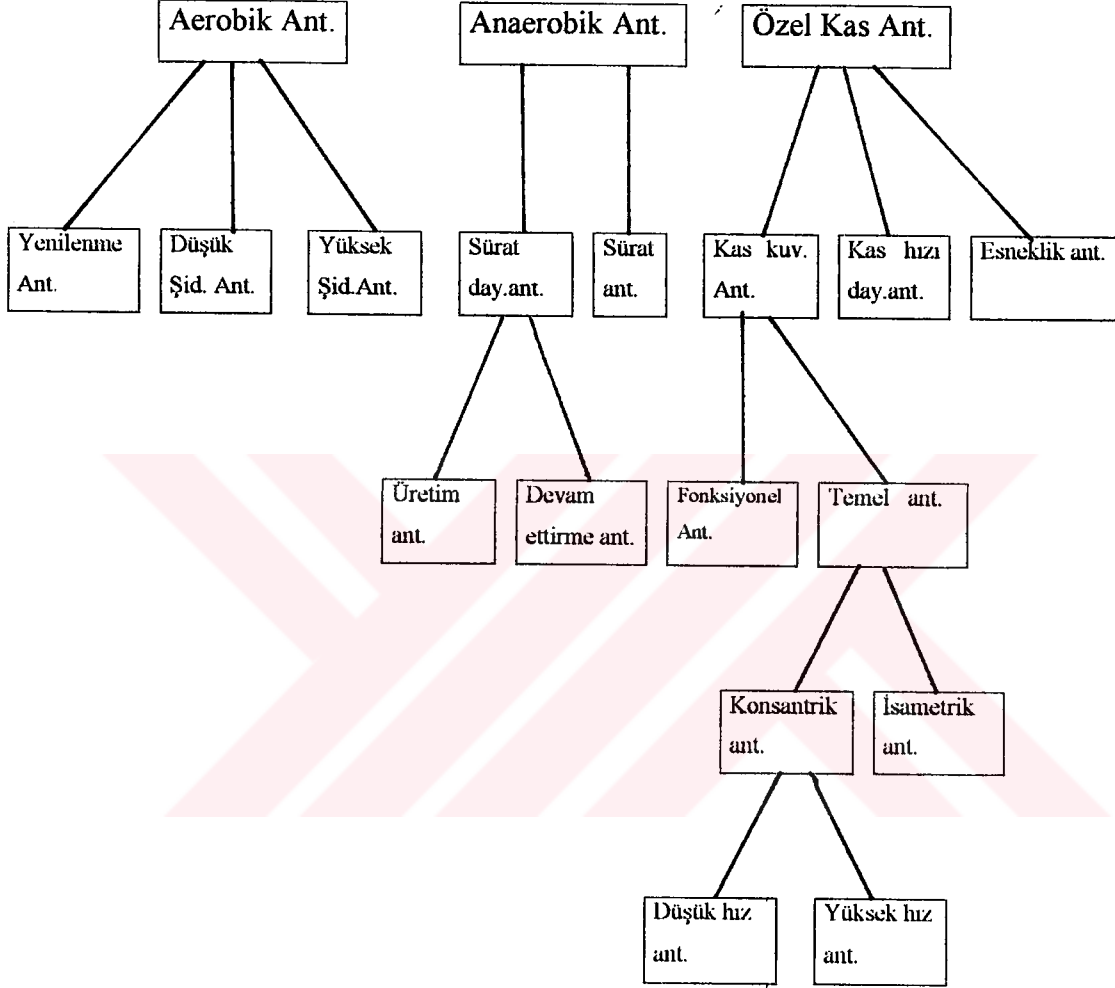 Aerobik Ant.
Anaerobik Ant.
Özel Kas Ant.
Yenilenme
Ant.
Düşük
Şid. Ant.
Yüksek
Şid.Ant.
Sürat
day.ant.
Sürat
ant.
Kas kuv.
Ant.
Kas hızı
day.ant.
Esneklik ant.
Üretim
ant.
Devam
ettirme ant.
Fonksiyonel
Ant.
Temel ant.
Konsantrik
ant.
İsametrik
ant.
Düşük hız
ant.
Yüksek hız
ant.